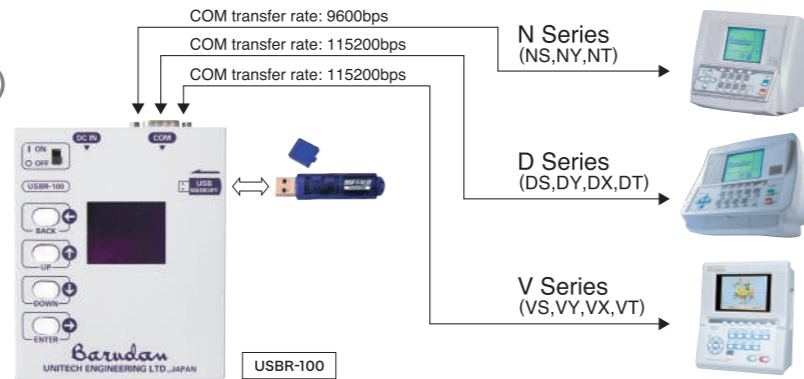 COM transfer rate: 9600bps
COM transfer rate: 115200bps
COM transfer rate: 115200bps
N Series
(NS,NY,NT)
D Series
(DS,DY,DX,DT)
V Series
(VS,VY,VX,VT)
DC IN
COM
I ON
O OFF
USBR-100
USB
MEMORY
BACK
UP
DOWN
ENTER
Barudan
UNITECH ENGINEERING LTD.,JAPAN
BUFFALO
USBR-100